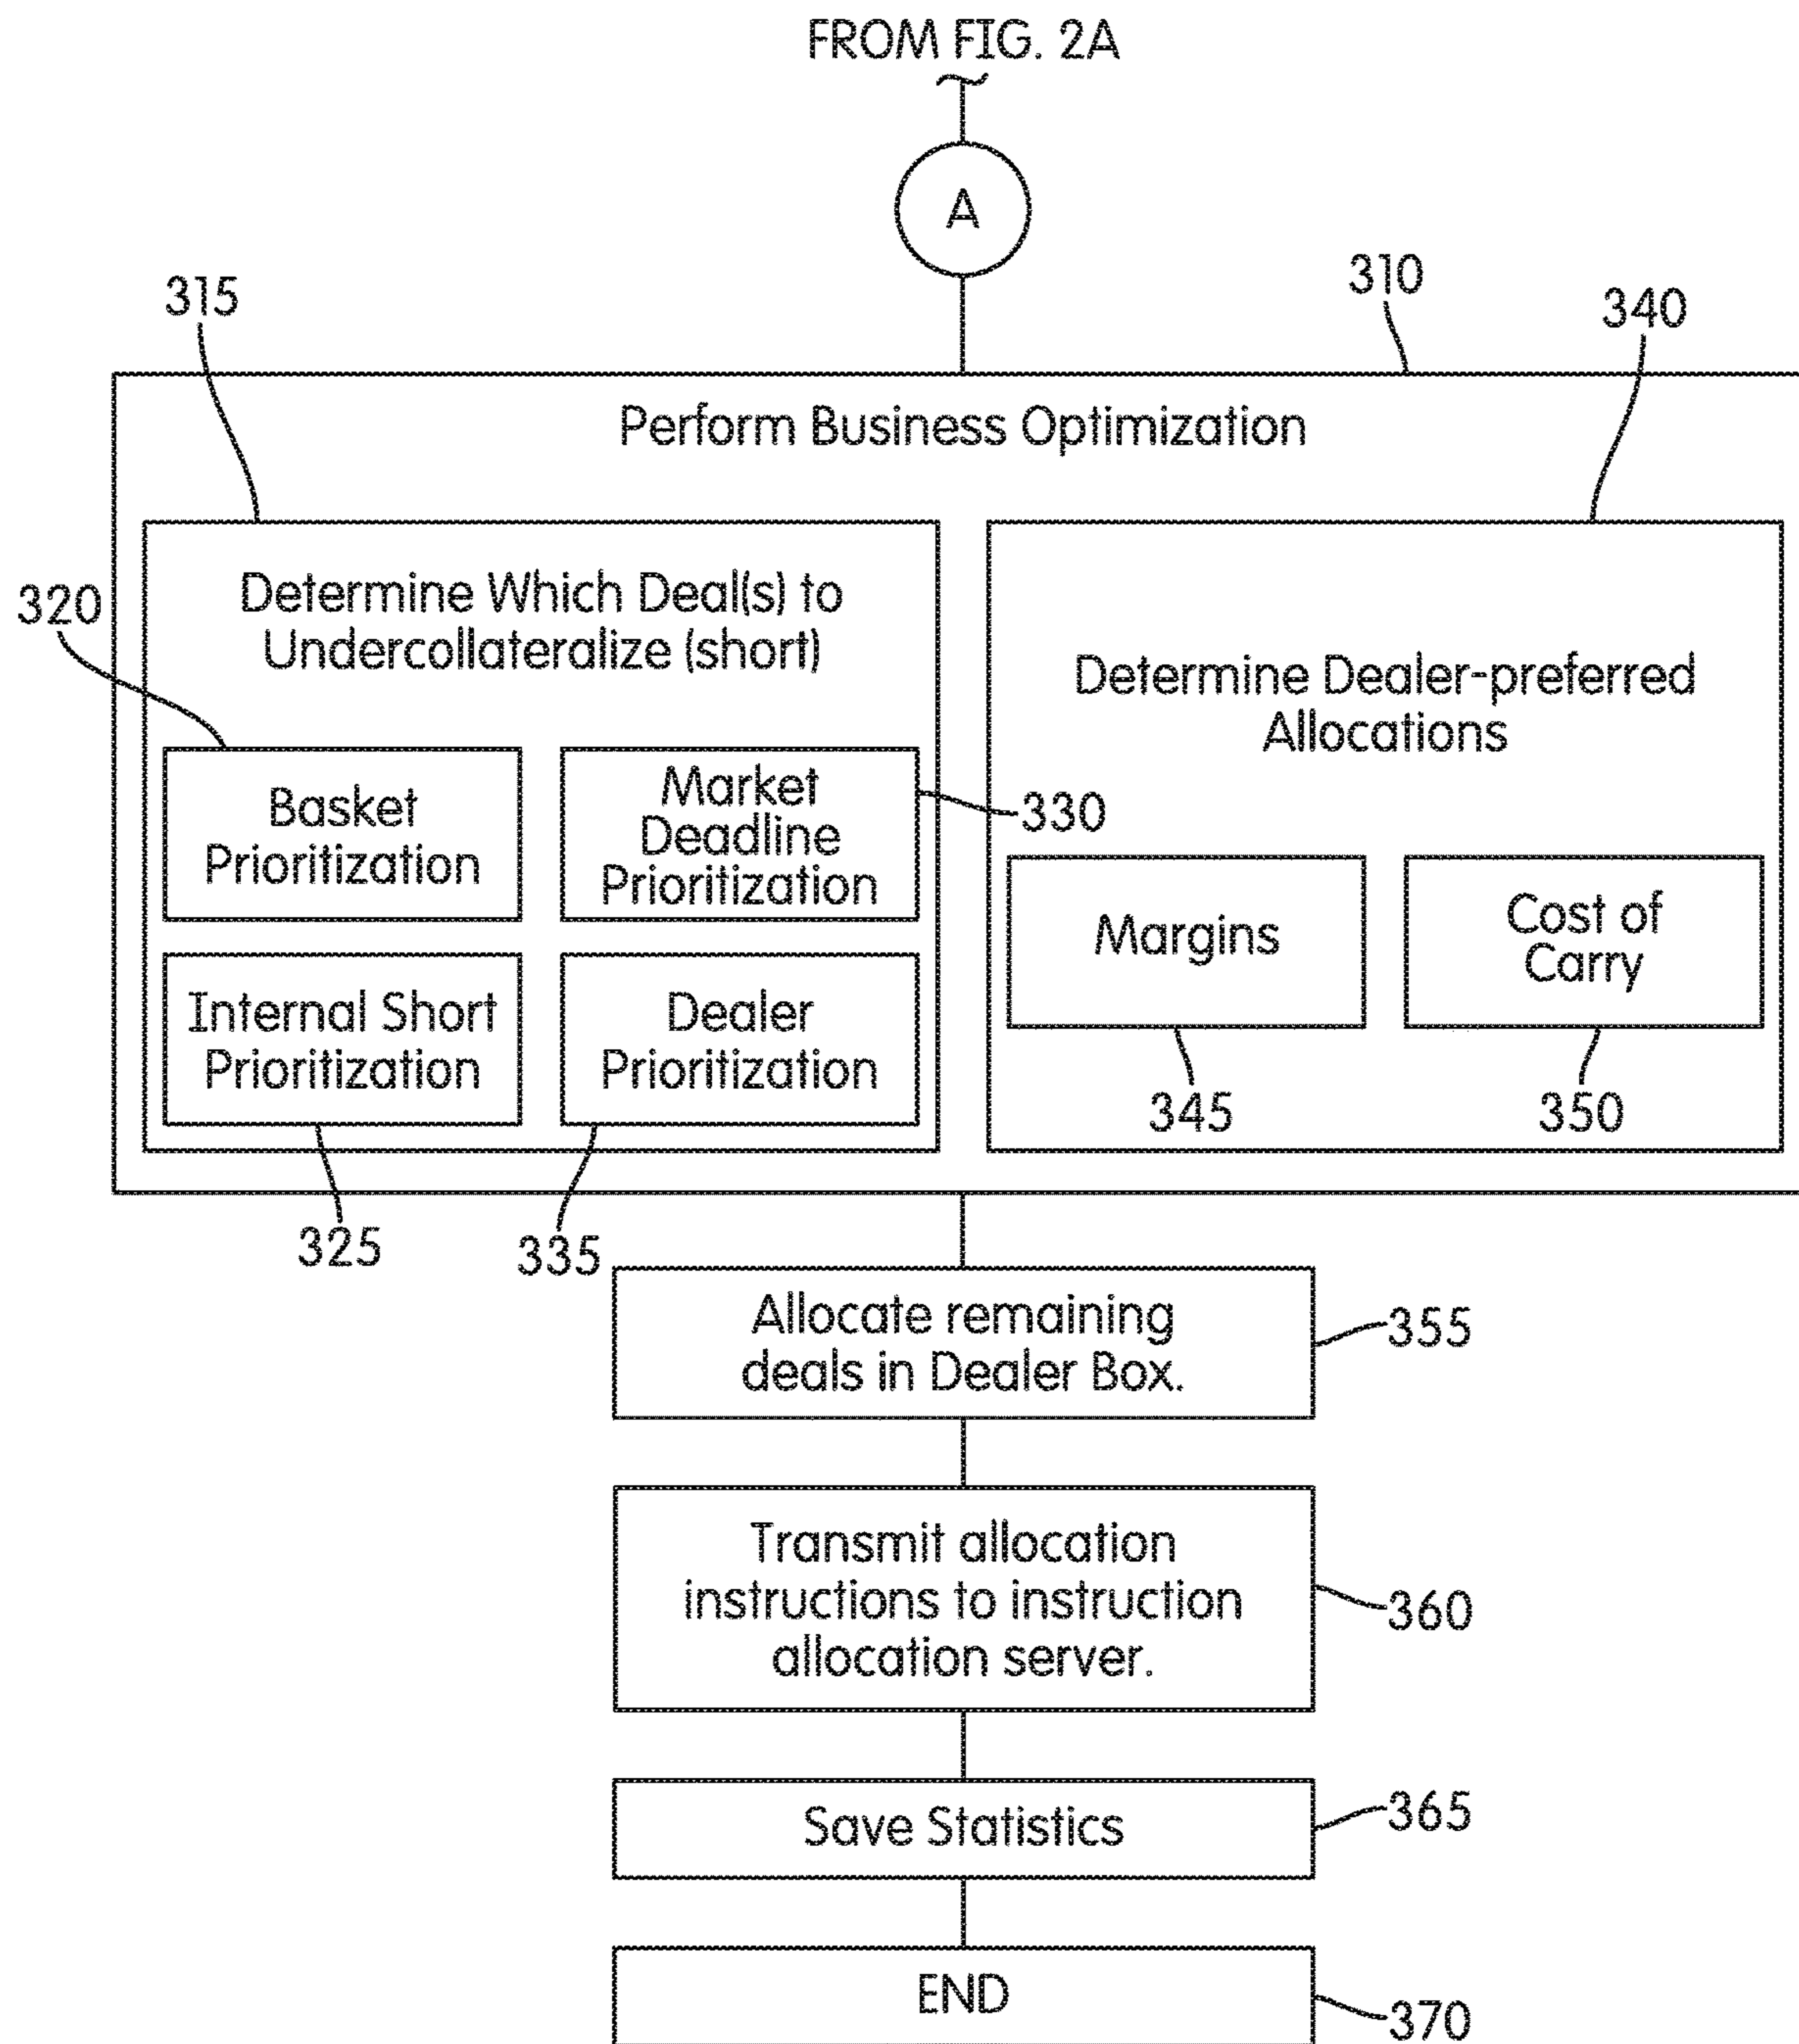 FROM FIG. 2A
A
310
315
340
Perform Business Optimization
320
Determine Which Deal(s) to
Undercollateralize (short)
Basket
Prioritization
Market
Deadline
Prioritization
330
Internal Short
Prioritization
Dealer
Prioritization
325
335
Determine Dealer-preferred
Allocations
Margins
Cost of
Carry
345
350
Allocate remaining
deals in Dealer Box.
355
Transmit allocation
instructions to instruction
allocation server.
360
Save Statistics
365
END
370